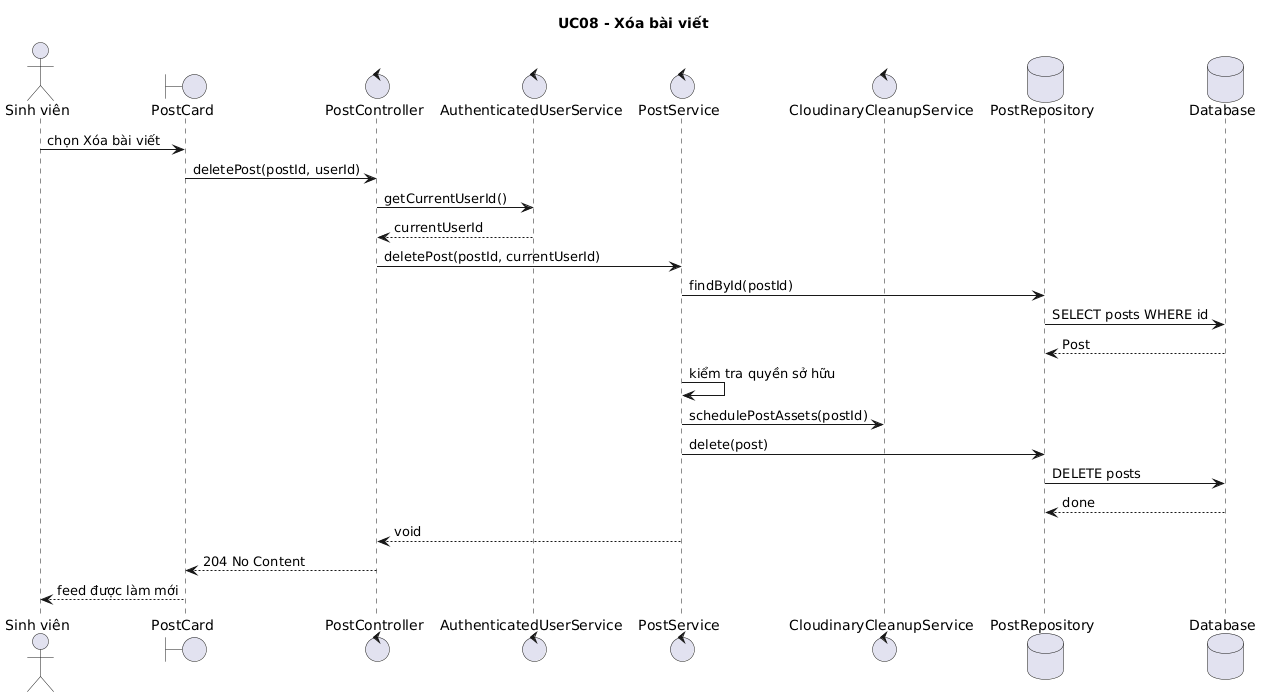 UC08 - Xóa bài viết
Sinh viên
PostCard
PostController
AuthenticatedUserService
PostService
CloudinaryCleanupService
PostRepository
Database
chọn Xóa bài viết
deletePost(postId, userId)
getCurrentUserId()
currentUserId
deletePost(postId, currentUserId)
findById(postId)
SELECT posts WHERE id
Post
kiểm tra quyền sở hữu
schedulePostAssets(postId)
delete(post)
DELETE posts
done
void
204 No Content
feed được làm mới
Sinh viên
PostCard
PostController
AuthenticatedUserService
PostService
CloudinaryCleanupService
PostRepository
Database